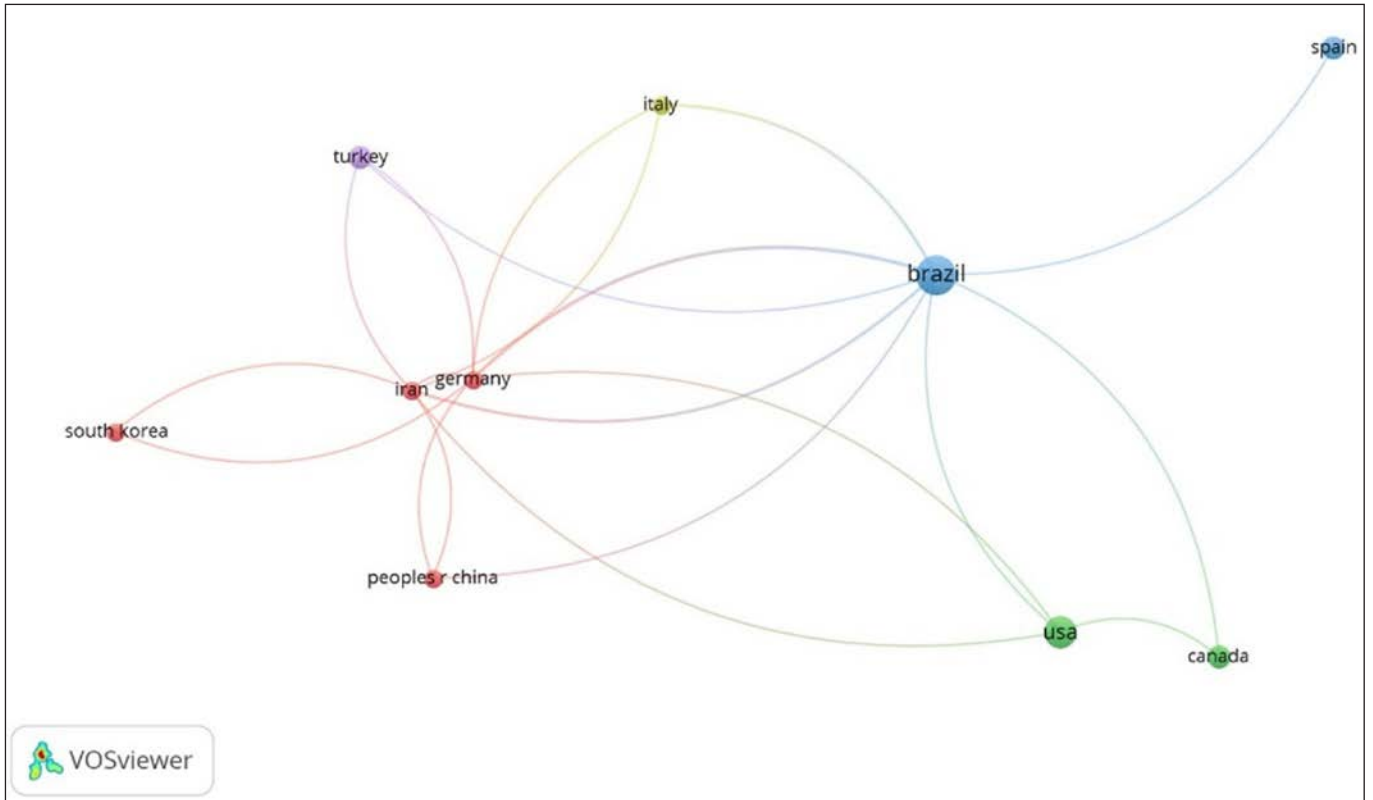 spain
italy
turkey
brazil
germany
iran
south korea
peoples r china
usa
canada
VOSviewer